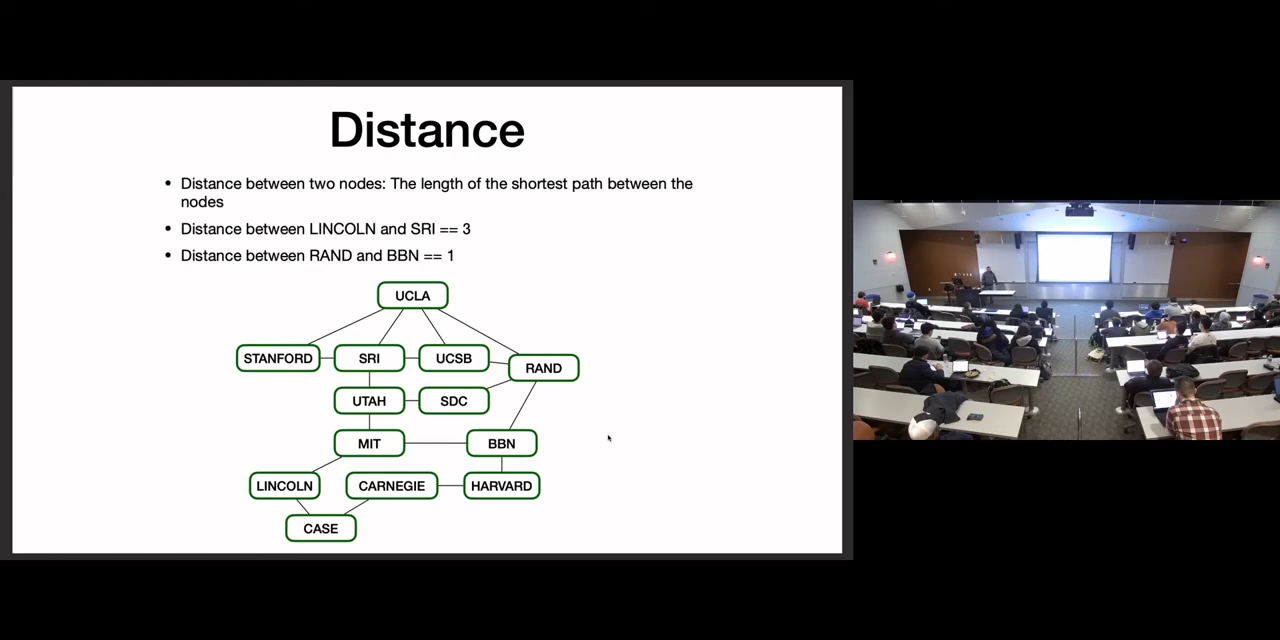 Distance
• Distance between two nodes: The length of the shortest path between the
nodes
• Distance between LINCOLN and SRI == 3
• Distance between RAND and BBN == 1
UCLA
STANFORD SRI UCSB RAND
UTAH SDC
MIT BBN
LINCOLN CARNEGIE HARVARD
CASE